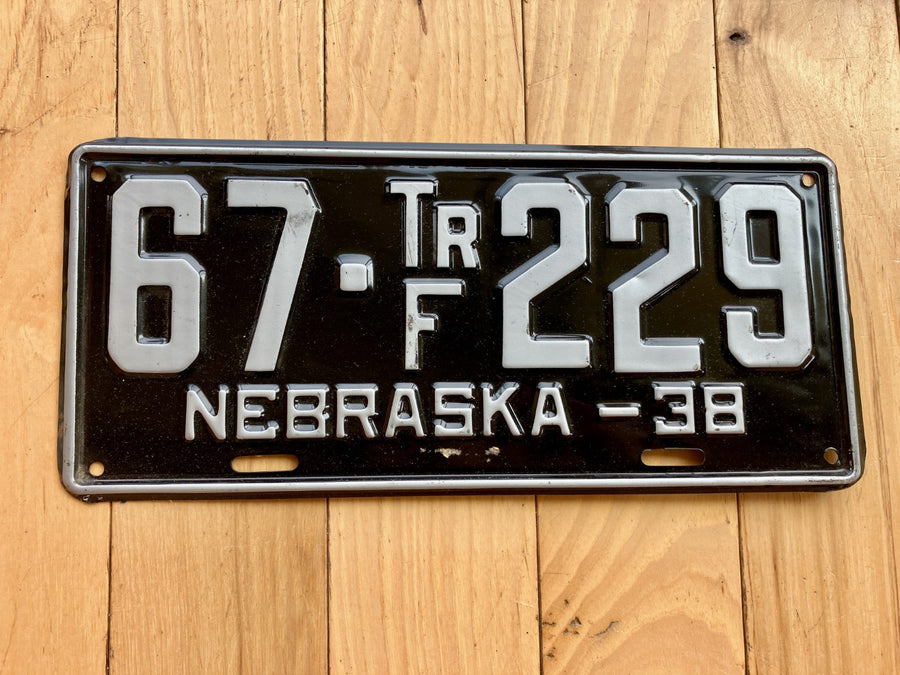 67·TR F 229
NEBRASKA - 38